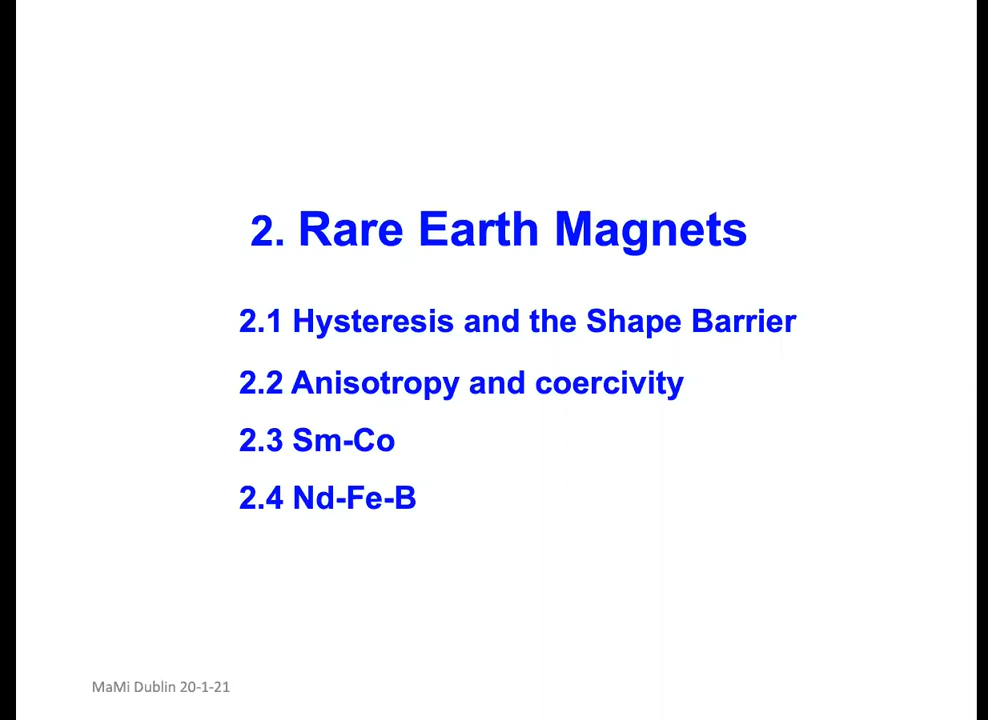 2. Rare Earth Magnets
2.1 Hysteresis and the Shape Barrier
2.2 Anisotropy and coercivity
2.3 Sm-Co
2.4 Nd-Fe-B
MaMi Dublin 20-1-21